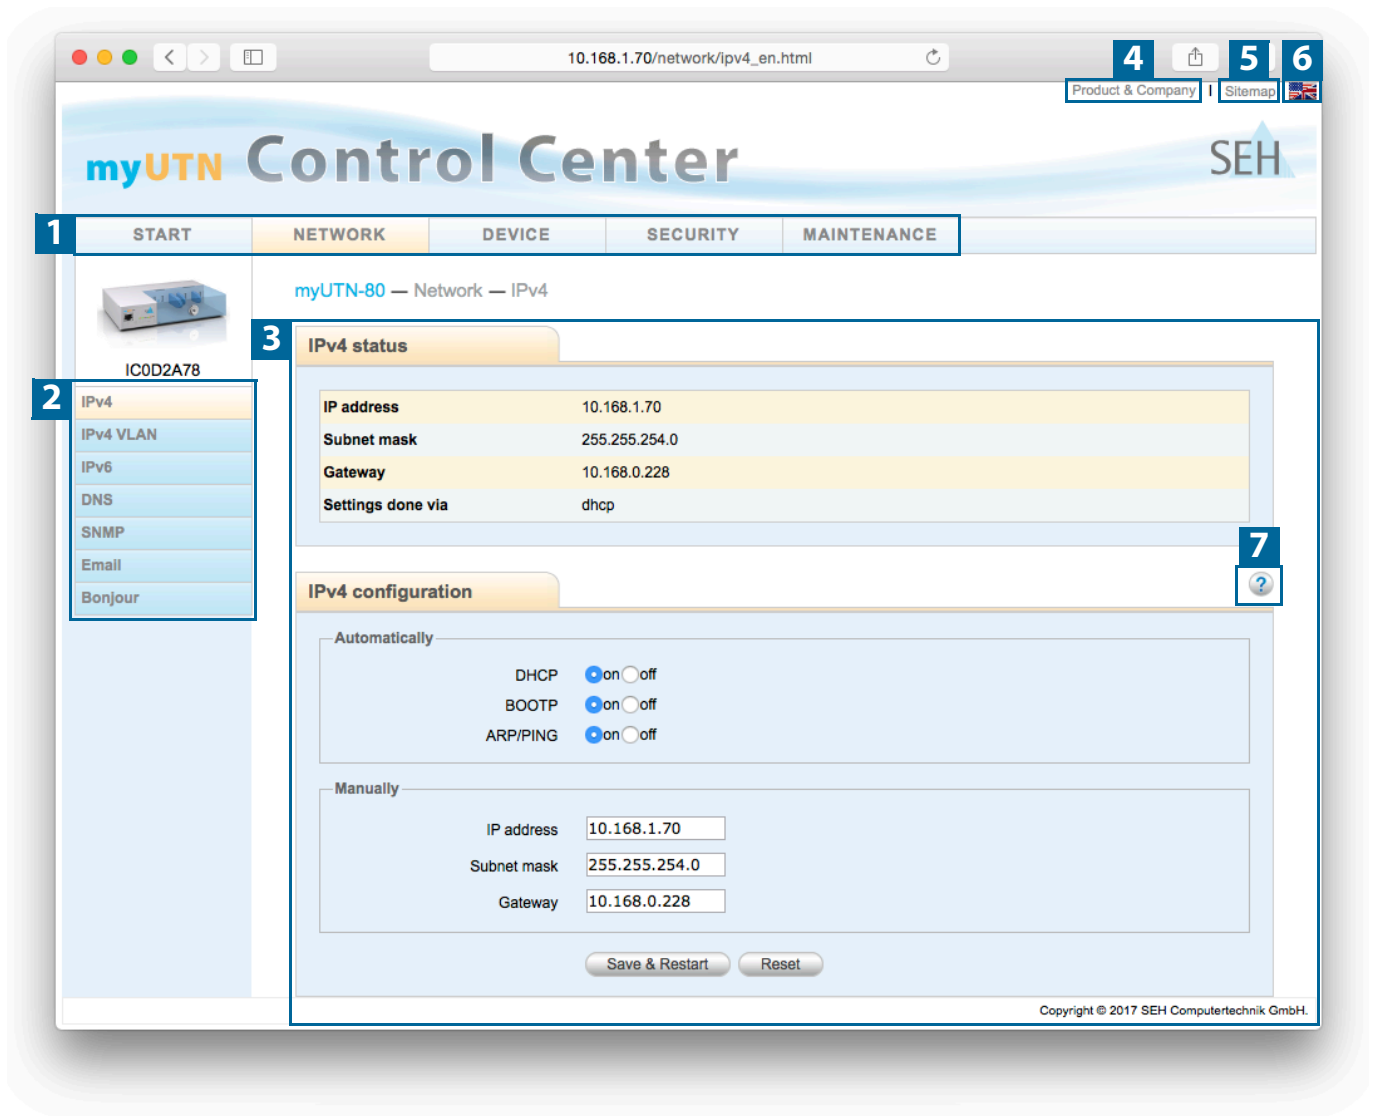 10.168.1.70/network/ipv4_en.html
4 5 6
Product & Company | Sitemap
myUTN Control Center
SEH
1
START NETWORK DEVICE SECURITY MAINTENANCE
myUTN-80 — Network — IPv4
3
IPv4 status
IC0D2A78
2
IPv4
IPv4 VLAN
IPv6
DNS
SNMP
Email
Bonjour
IP address 10.168.1.70
Subnet mask 255.255.254.0
Gateway 10.168.0.228
Settings done via dhcp
7
IPv4 configuration ?
Automatically
DHCP on off
BOOTP on off
ARP/PING on off
Manually
IP address 10.168.1.70
Subnet mask 255.255.254.0
Gateway 10.168.0.228
Save & Restart Reset
Copyright © 2017 SEH Computertechnik GmbH.